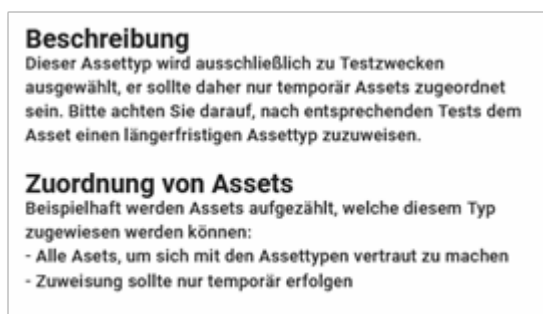 Beschreibung
Dieser Assettyp wird ausschließlich zu Testzwecken
ausgewählt, er sollte daher nur temporär Assets zugeordnet
sein. Bitte achten Sie darauf, nach entsprechenden Tests dem
Asset einen längerfristigen Assettyp zuzuweisen.
Zuordnung von Assets
Beispielhaft werden Assets aufgezählt, welche diesem Typ
zugewiesen werden können:
- Alle Asets, um sich mit den Assettypen vertraut zu machen
- Zuweisung sollte nur temporär erfolgen